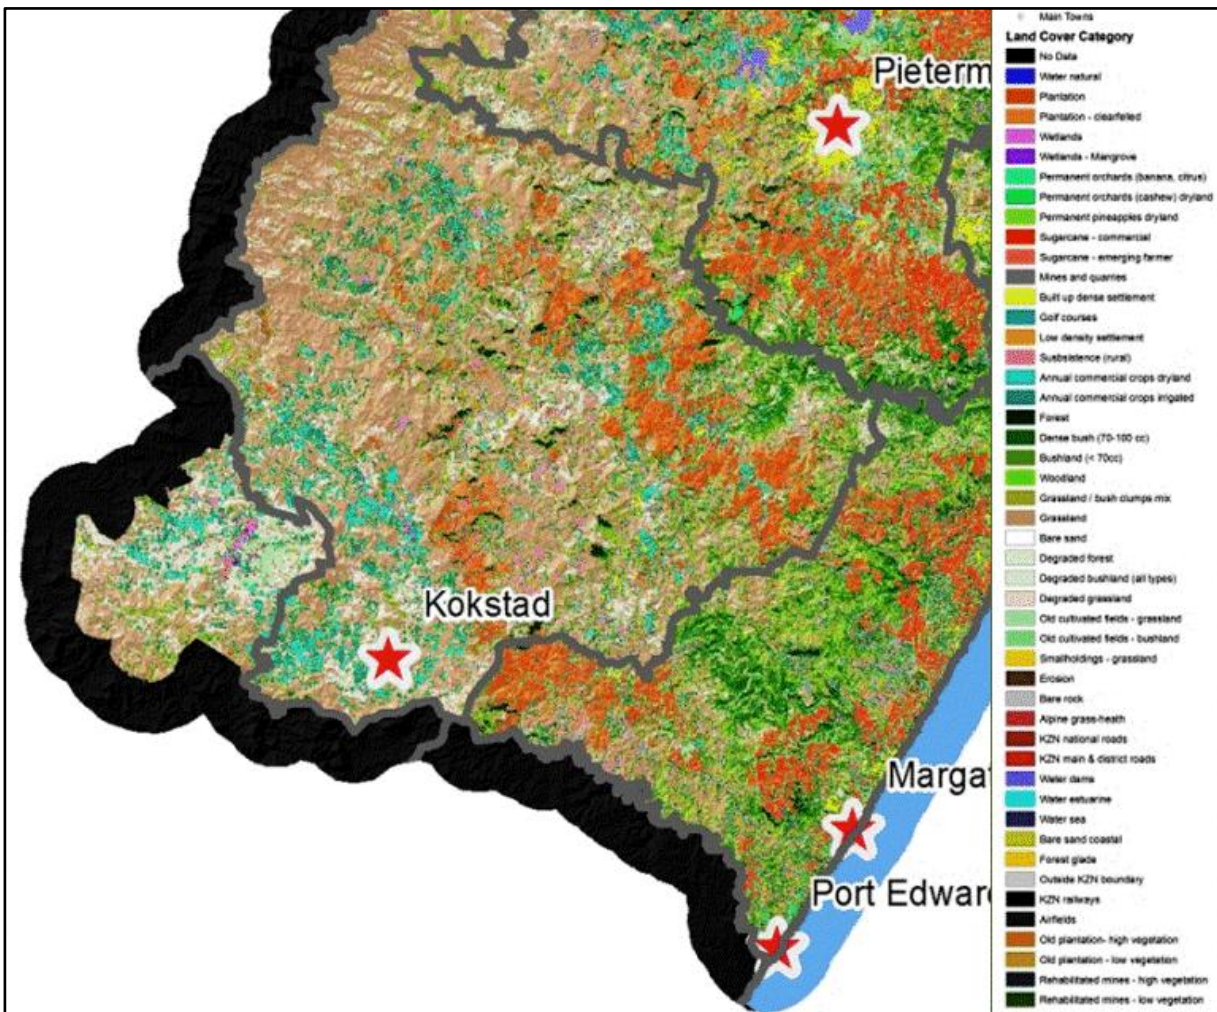 Main Towns
Land Cover Category
No Data
Water natural
Plantation
Plantation - clearfelled
Wetlands
Wetlands - Mangrove
Permanent orchards (banana, citrus)
Permanent orchards (cashew) dryland
Permanent pineapples dryland
Sugarcane - commercial
Sugarcane - emerging farmer
Mines and quarries
Built up dense settlement
Golf courses
Low density settlement
Susbsistence (rural)
Annual commercial crops dryland
Annual commercial crops irrigated
Forest
Dense bush (70-100 cc)
Bushland (< 70cc)
Woodland
Grassland / bush clumps mix
Grassland
Bare sand
Degraded forest
Degraded bushland (all types)
Degraded grassland
Old cultivated fields - grassland
Old cultivated fields - bushland
Smallholdings - grassland
Erosion
Bare rock
Alpine grass-heath
KZN national roads
KZN main & district roads
Water dams
Water estuarine
Water sea
Bare sand coastal
Forest glade
Outside KZN boundary
KZN railways
Airfields
Old plantation- high vegetation
Old plantation - low vegetation
Rehabilitated mines - high vegetation
Rehabilitated mines - low vegetation
Pieterm
Kokstad
Margat
Port Edward